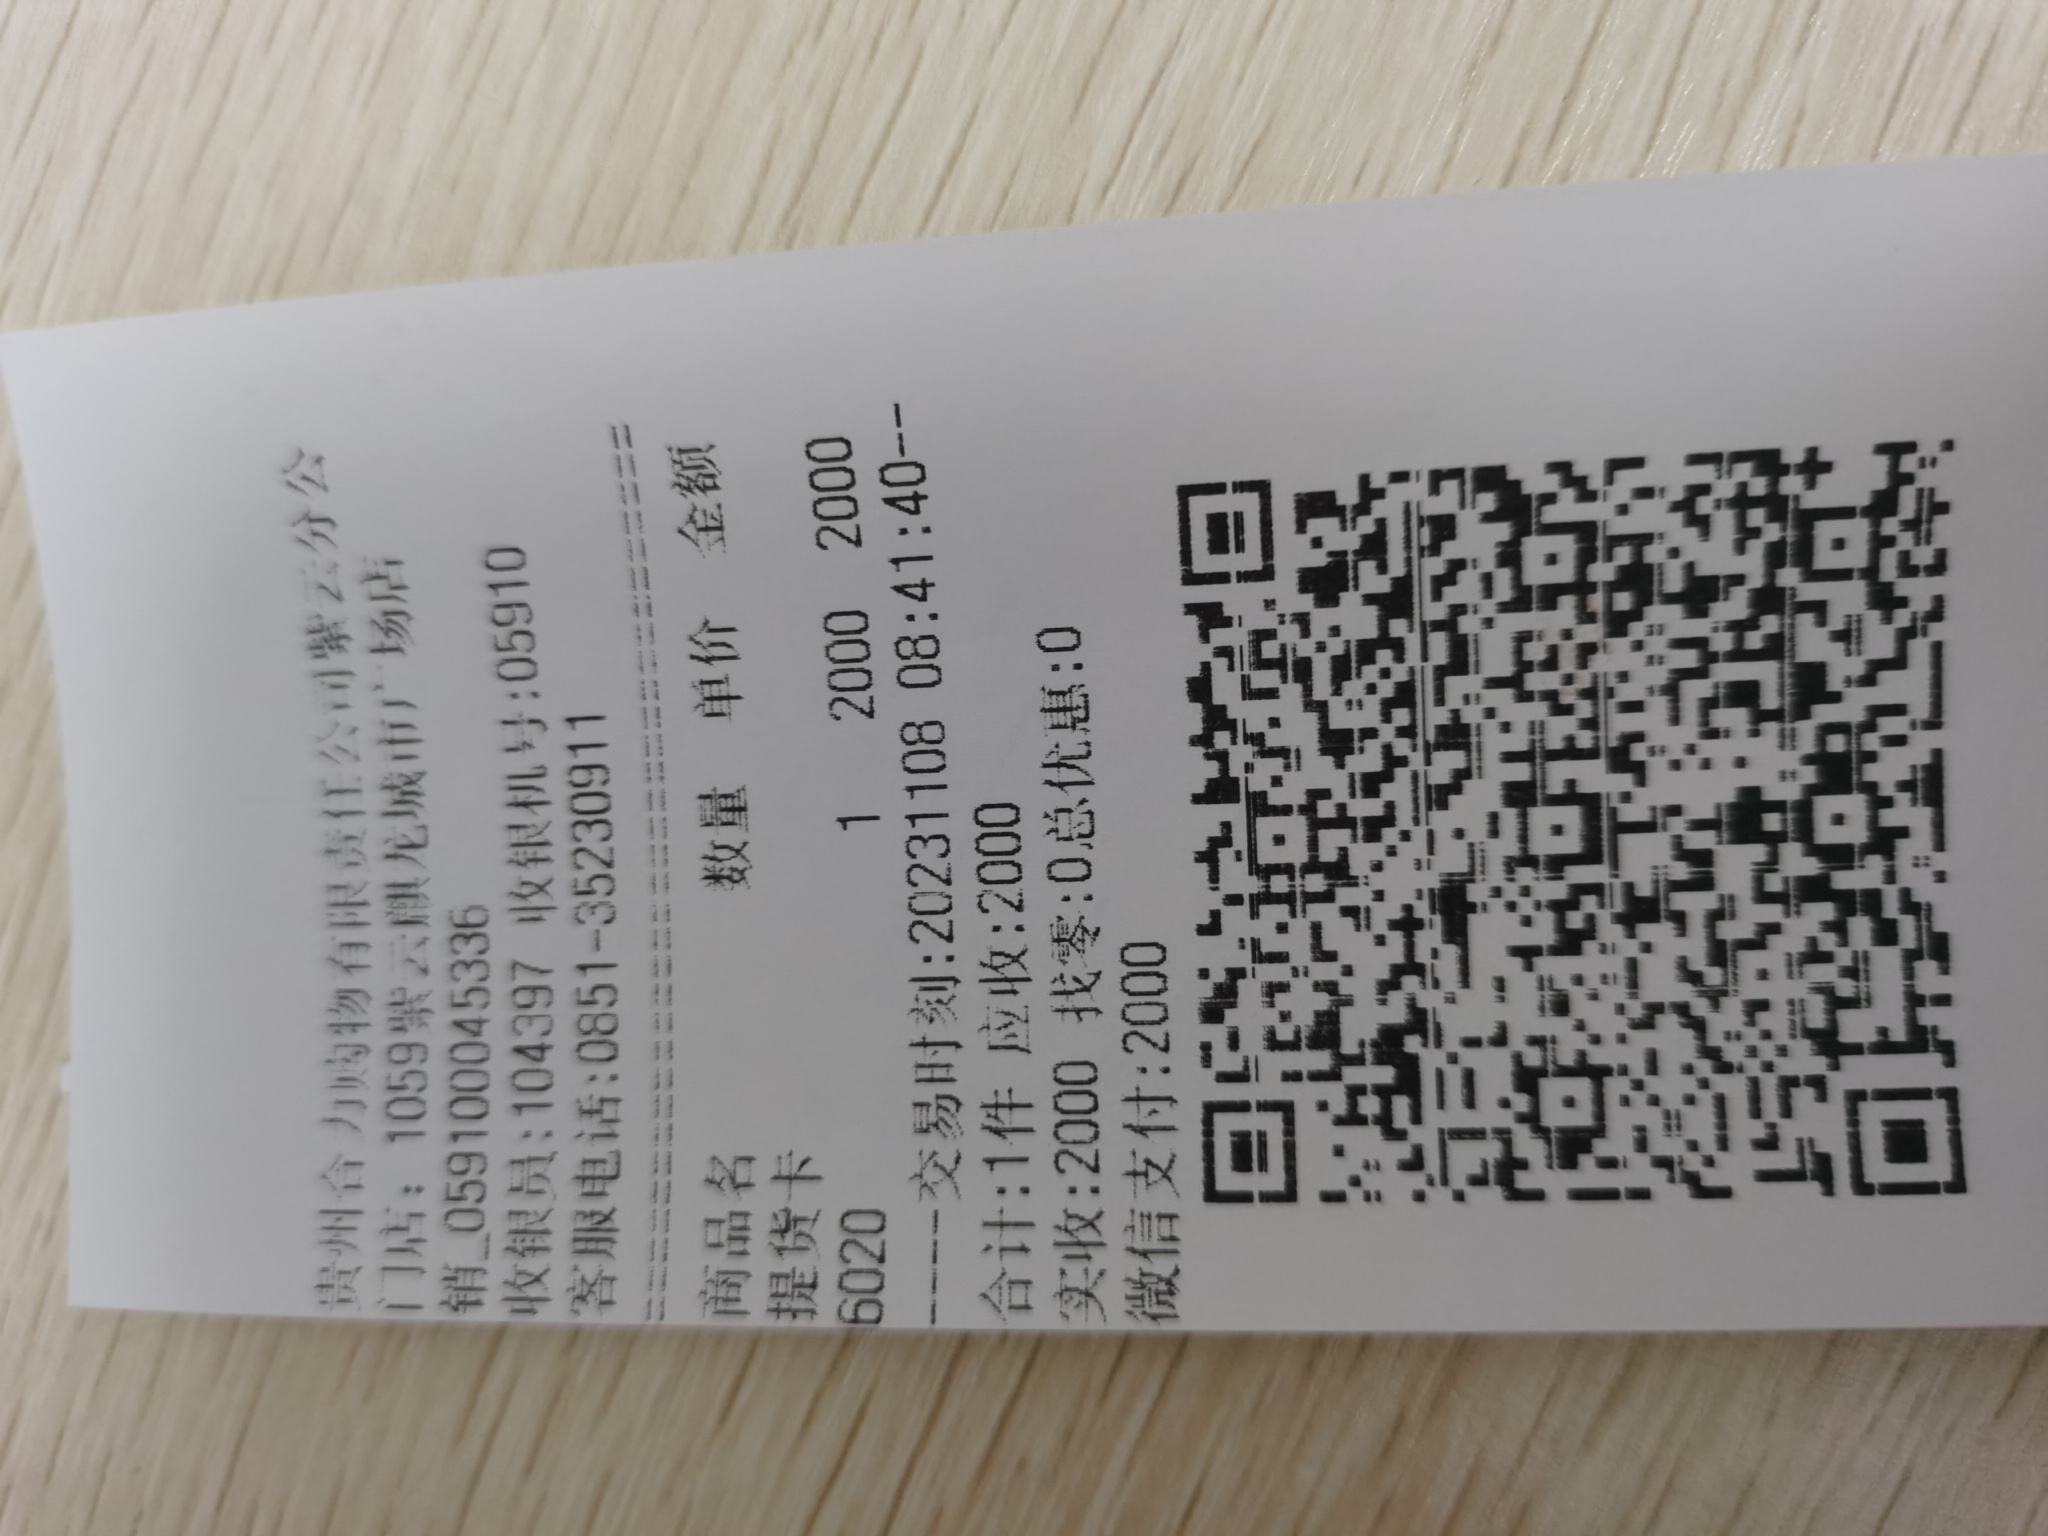 贵州合力购物有限责任公司紫云分公
门店：1059紫云麒龙城市广场店
销_059100045336
收银员:104397 收银机号:05910
客服电话:0851-35230911
商品名 数量 单价 金额
提货卡
6020 1 2000 2000
----交易时刻:20231108 08:41:40---
合计:1件 应收:2000
实收:2000 找零:0总优惠:0
微信支付:2000